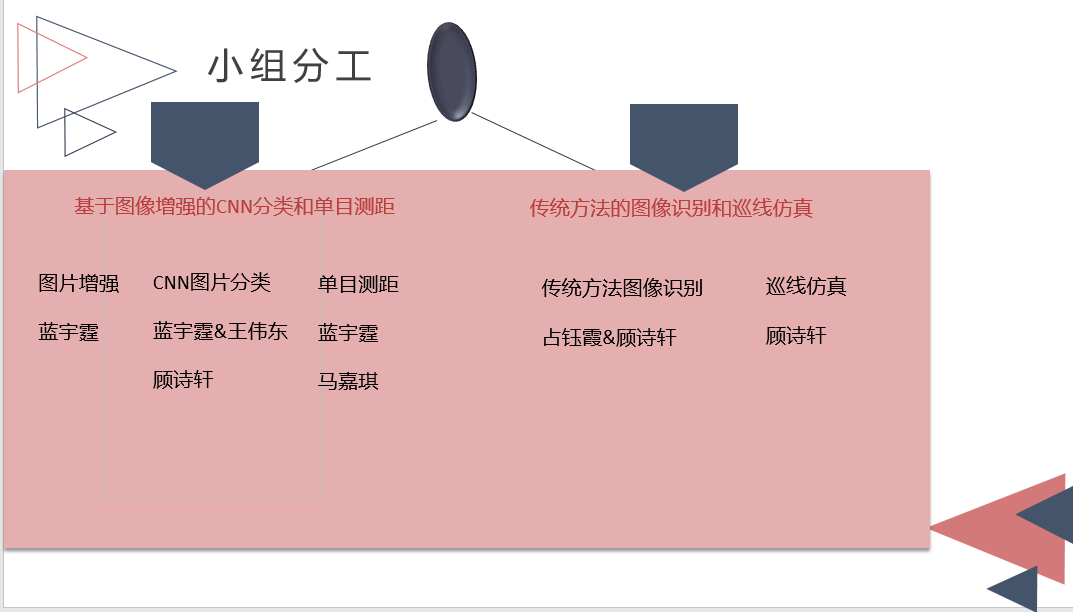 小组分工
基于图像增强的CNN分类和单目测距
图片增强
蓝宇霆
CNN图片分类
蓝宇霆&王伟东
顾诗轩
单目测距
蓝宇霆
马嘉琪
传统方法的图像识别和巡线仿真
传统方法图像识别
占钰霞&顾诗轩
巡线仿真
顾诗轩